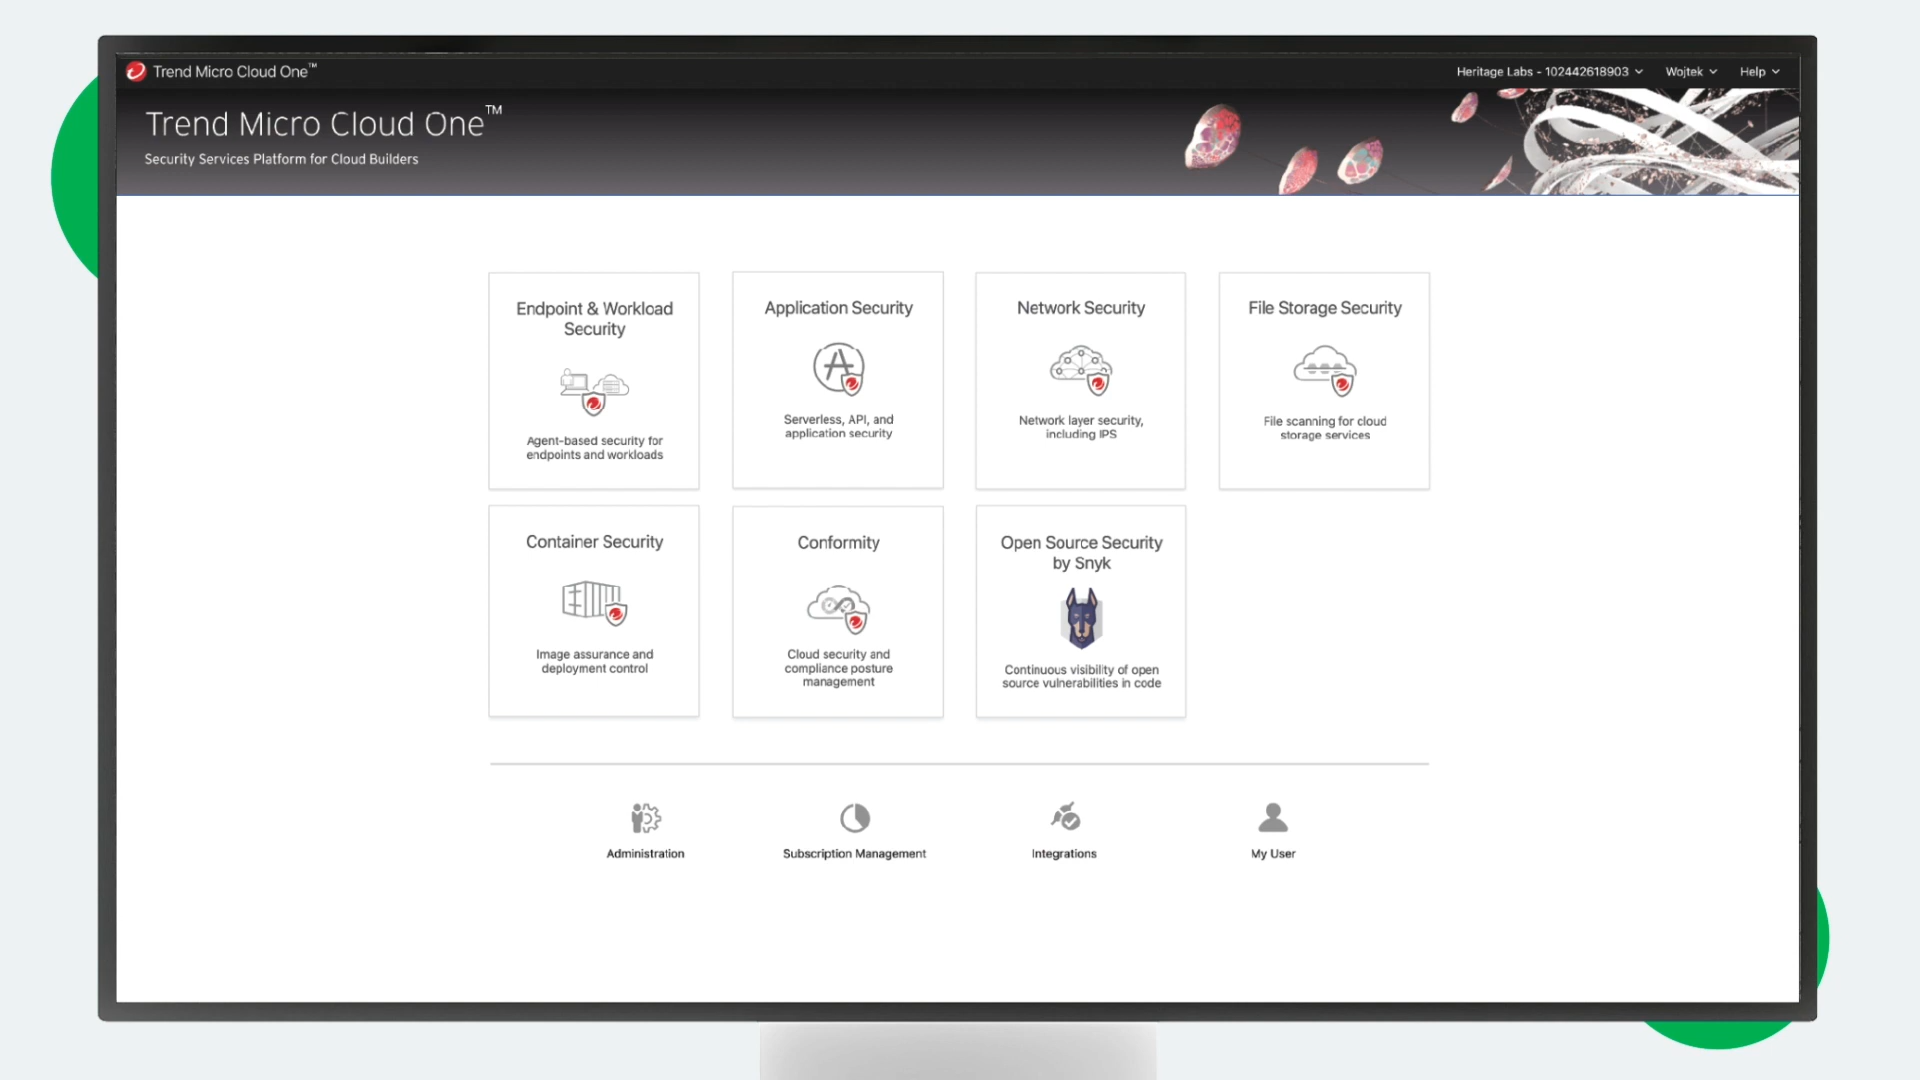 Trend Micro Cloud One™
Heritage Labs - 102442618903
Wojtek
Help
Trend Micro Cloud One™
Security Services Platform for Cloud Builders
Endpoint & Workload
Security
Agent-based security for
endpoints and workloads
Application Security
Serverless, API, and
application security
Network Security
Network layer security,
including IPS
File Storage Security
File scanning for cloud
storage services
Container Security
Image assurance and
deployment control
Conformity
Cloud security and
compliance posture
management
Open Source Security
by Snyk
Continuous visibility of open
source vulnerabilities in code
Administration
Subscription Management
Integrations
My User